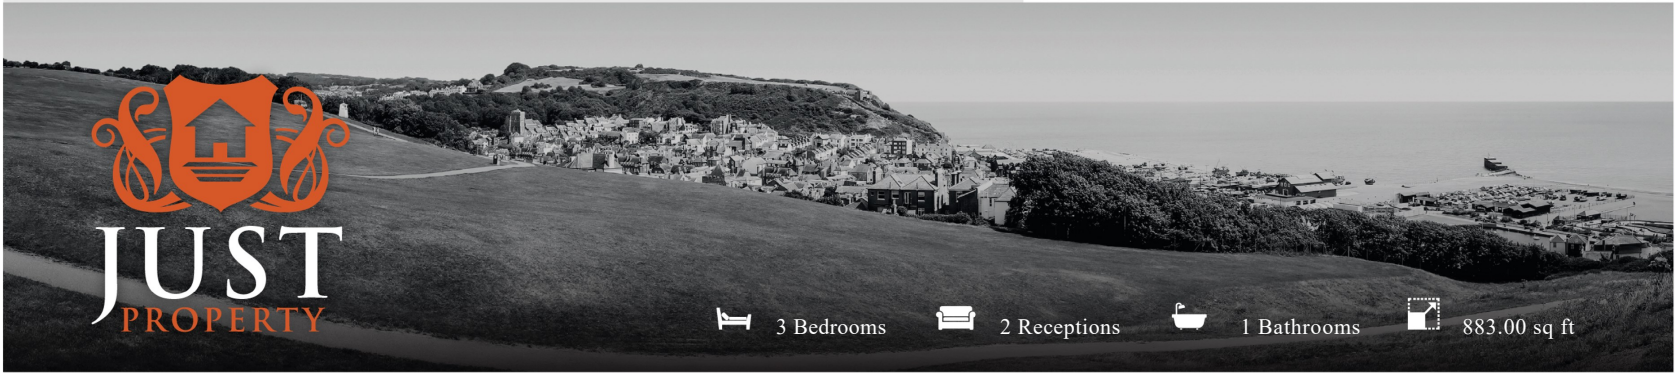 JUST
PROPERTY
3 Bedrooms
2 Receptions
1 Bathrooms
883.00 sq ft